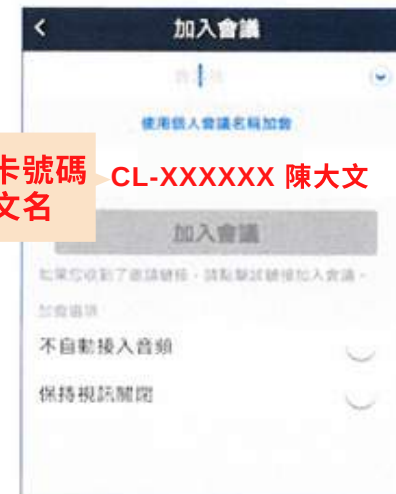 加入會議
使用個人會議名稱加會
卡號碼
文名
CL-XXXXXX 陳大文
加入會議
如果您收到了邀請鏈接，請點擊該鏈接加入會議。
加會選項
不自動接入音頻
保持視訊關閉